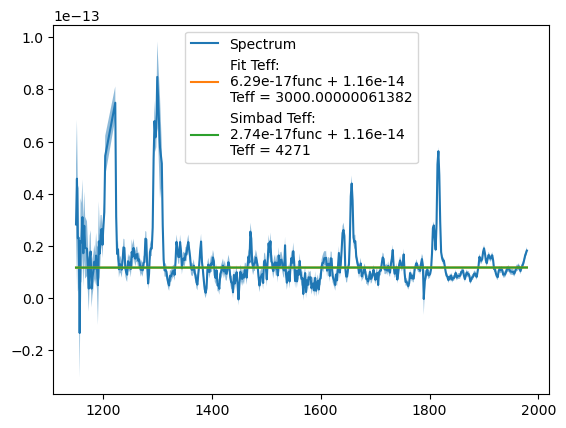 1e−13
1.0
0.8
0.6
0.4
0.2
0.0
−0.2
1200
1400
1600
1800
2000
Spectrum
Fit Teff:
6.29e-17func + 1.16e-14
Teff = 3000.00000061382
Simbad Teff:
2.74e-17func + 1.16e-14
Teff = 4271